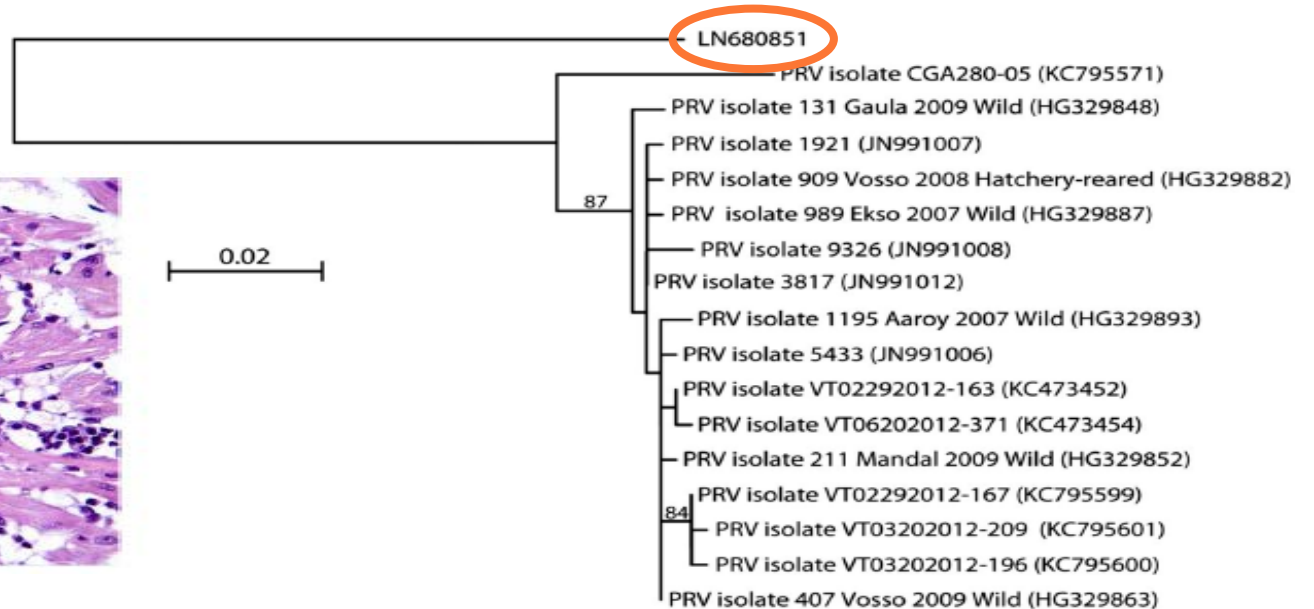 LN680851
PRV isolate CGA280-05 (KC795571)
PRV isolate 131 Gaula 2009 Wild (HG329848)
PRV isolate 1921 (JN991007)
PRV isolate 909 Vosso 2008 Hatchery-reared (HG329882)
87
PRV isolate 989 Ekso 2007 Wild (HG329887)
0.02
PRV isolate 9326 (JN991008)
PRV isolate 3817 (JN991012)
PRV isolate 1195 Aaroy 2007 Wild (HG329893)
PRV isolate 5433 (JN991006)
PRV isolate VT02292012-163 (KC473452)
PRV isolate VT06202012-371 (KC473454)
PRV isolate 211 Mandal 2009 Wild (HG329852)
PRV isolate VT02292012-167 (KC795599)
84
PRV isolate VT03202012-209 (KC795601)
PRV isolate VT03202012-196 (KC795600)
PRV isolate 407 Vosso 2009 Wild (HG329863)